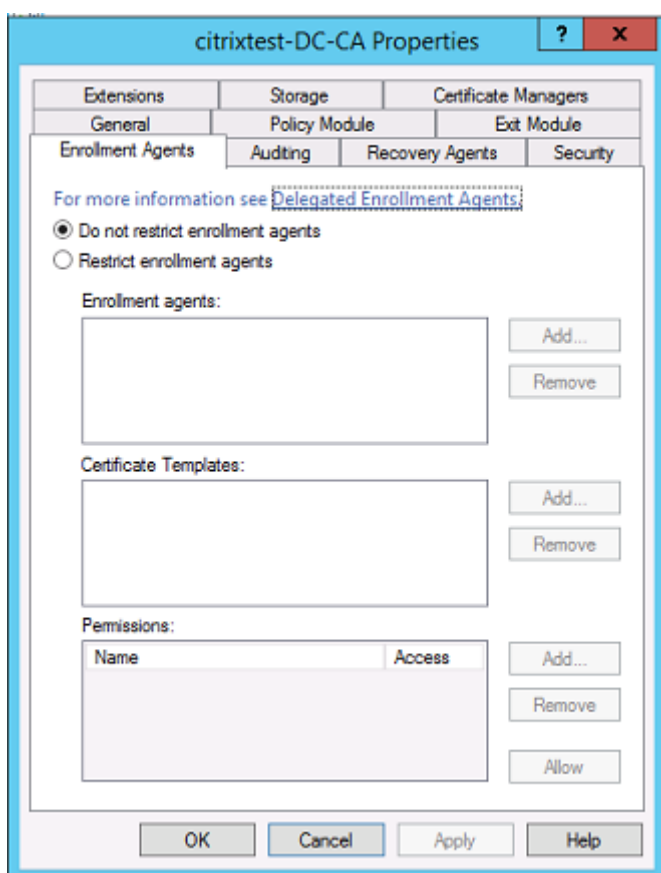 citrixtest-DC-CA Properties
? x
Extensions Storage Certificate Managers
General Policy Module Exit Module
Enrollment Agents Auditing Recovery Agents Security
For more information see Delegated Enrollment Agents.
Do not restrict enrollment agents
Restrict enrollment agents
Enrollment agents:
Add...
Remove
Certificate Templates:
Add...
Remove
Permissions:
Name Access
Add...
Remove
Allow
OK Cancel Apply Help